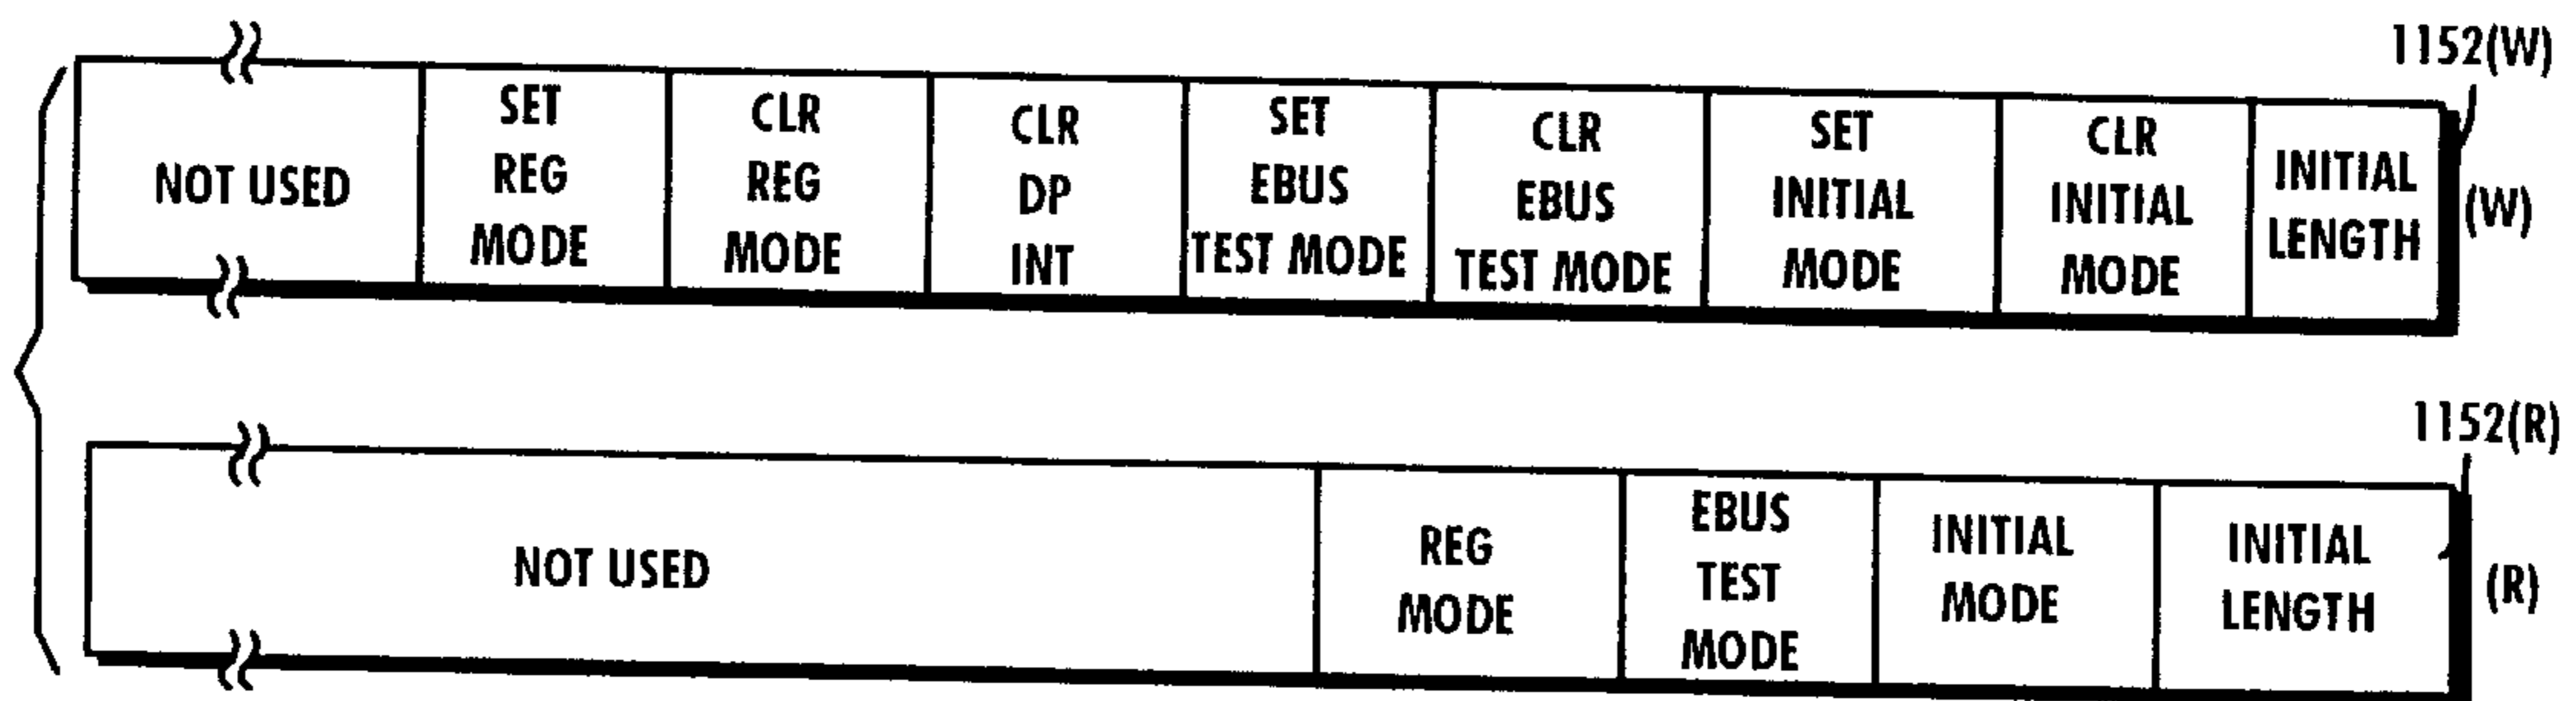 1152(W)
NOT USED
SET
REG
MODE
CLR
REG
MODE
CLR
DP
INT
SET
EBUS
TEST MODE
CLR
EBUS
TEST MODE
SET
INITIAL
MODE
CLR
INITIAL
MODE
INITIAL
LENGTH
(W)
1152(R)
NOT USED
REG
MODE
EBUS
TEST
MODE
INITIAL
MODE
INITIAL
LENGTH
(R)